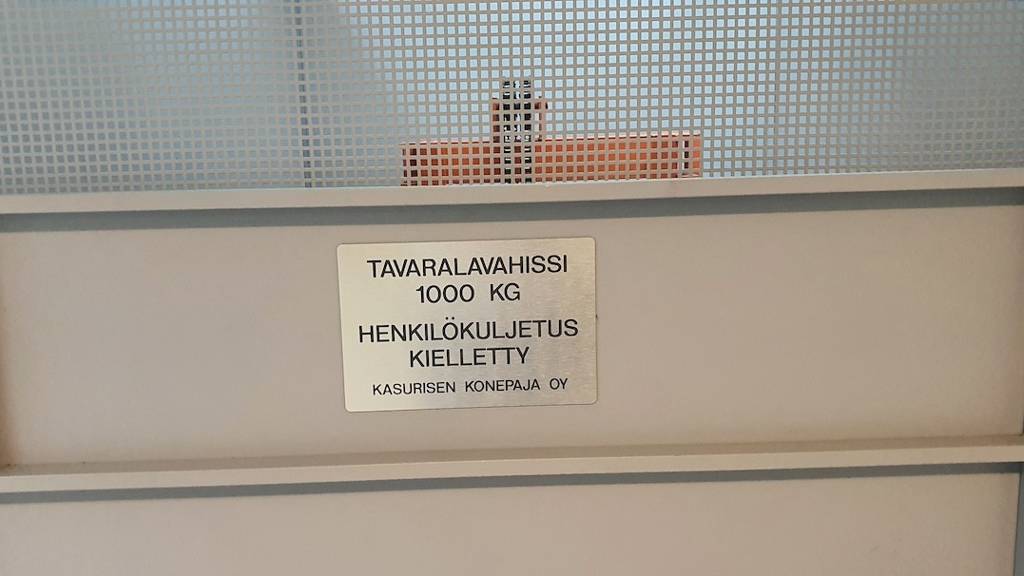 TAVARALAVAHISSI
1000 KG
HENKILÖKULJETUS
KIELLETTY
KASURISEN KONEPAJA OY